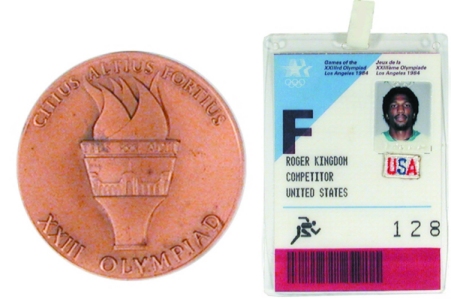 CITIUS ALTIUS FORTIUS
XXIII OLYMPIAD
Games of the
XXIIIrd Olympiad
Los Angeles 1984
Jeux de la
XXIIIème Olympiade
Los Angeles 1984
F
ROGER KINGDOM
COMPETITOR
UNITED STATES
USA
128